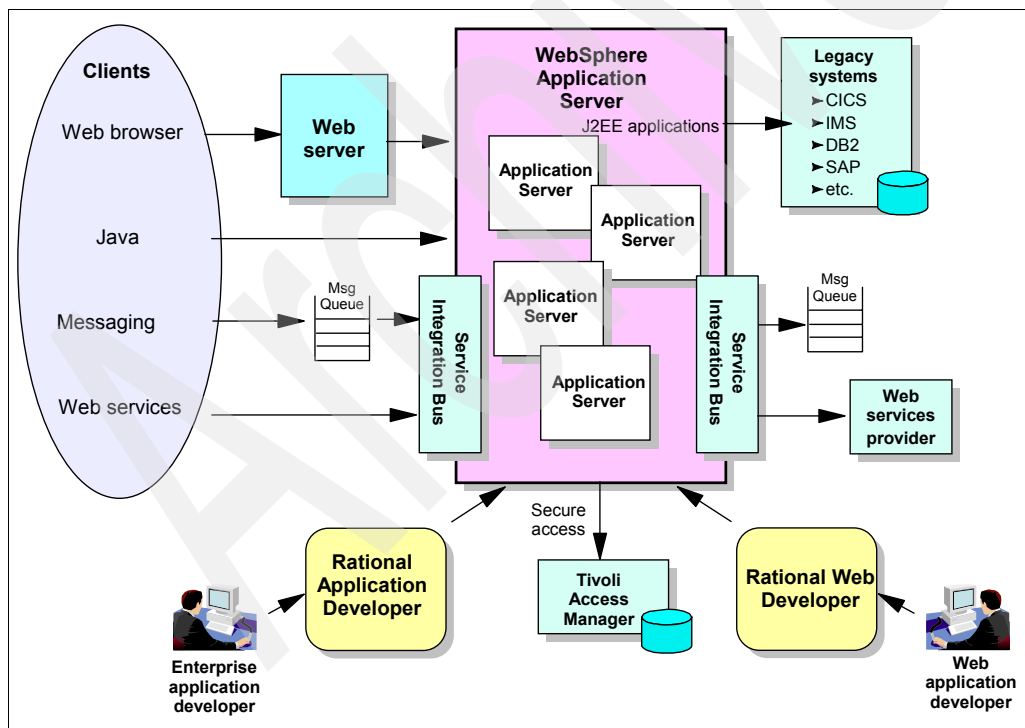 Clients
Web browser
Java
Messaging
Web services
Web
server
Msg
Queue
WebSphere
Application
Server
J2EE applications
Application
Server
Application
Server
Application
Server
Application
Server
Service
Integration Bus
Service
Integration Bus
Legacy
systems
CICS
IMS
DB2
SAP
etc.
Msg
Queue
Web
services
provider
Secure
access
Rational
Application
Developer
Tivoli
Access
Manager
Rational Web
Developer
Enterprise
application
developer
Web
application
developer